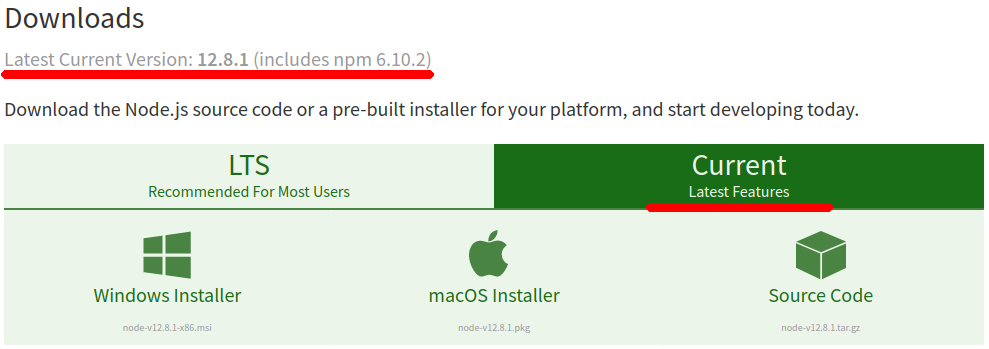 Downloads
Latest Current Version: 12.8.1 (includes npm 6.10.2)
Download the Node.js source code or a pre-built installer for your platform, and start developing today.
LTS
Recommended For Most Users
Current
Latest Features
Windows Installer
node-v12.8.1-x86.msi
macOS Installer
node-v12.8.1.pkg
Source Code
node-v12.8.1.tar.gz